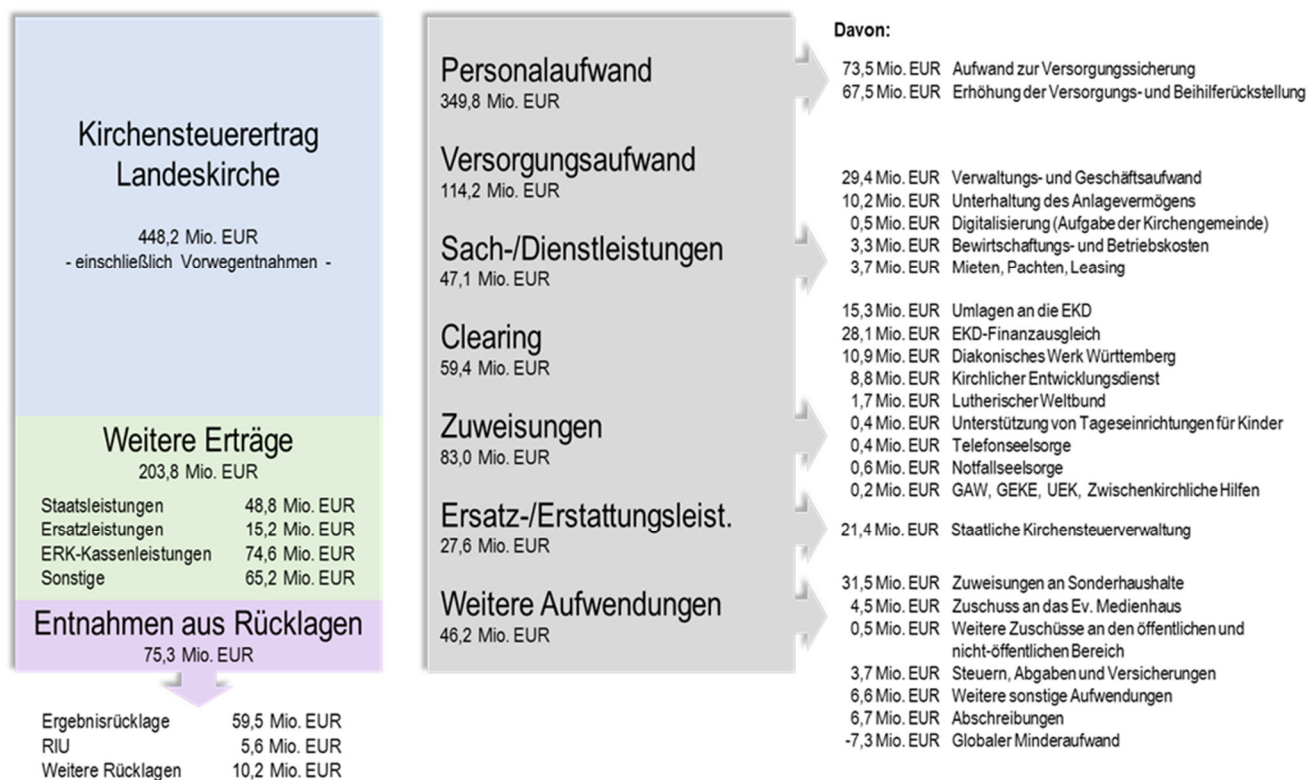 Kirchensteuerertrag
Landeskirche
448,2 Mio. EUR
- einschließlich Vorwegentnahmen -
Weitere Erträge
203,8 Mio. EUR
Staatsleistungen 48,8 Mio. EUR
Ersatzleistungen 15,2 Mio. EUR
ERK-Kassenleistungen 74,6 Mio. EUR
Sonstige 65,2 Mio. EUR
Entnahmen aus Rücklagen
75,3 Mio. EUR
Ergebnisrücklage 59,5 Mio. EUR
RIU 5,6 Mio. EUR
Weitere Rücklagen 10,2 Mio. EUR
Personalaufwand
349,8 Mio. EUR
Versorgungsaufwand
114,2 Mio. EUR
Sach-/Dienstleistungen
47,1 Mio. EUR
Clearing
59,4 Mio. EUR
Zuweisungen
83,0 Mio. EUR
Ersatz-/Erstattungsleist.
27,6 Mio. EUR
Weitere Aufwendungen
46,2 Mio. EUR
Davon:
73,5 Mio. EUR Aufwand zur Versorgungssicherung
67,5 Mio. EUR Erhöhung der Versorgungs- und Beihilferückstellung
29,4 Mio. EUR Verwaltungs- und Geschäftsaufwand
10,2 Mio. EUR Unterhaltung des Anlagevermögens
0,5 Mio. EUR Digitalisierung (Aufgabe der Kirchengemeinde)
3,3 Mio. EUR Bewirtschaftungs- und Betriebskosten
3,7 Mio. EUR Mieten, Pachten, Leasing
15,3 Mio. EUR Umlagen an die EKD
28,1 Mio. EUR EKD-Finanzausgleich
10,9 Mio. EUR Diakonisches Werk Württemberg
8,8 Mio. EUR Kirchlicher Entwicklungsdienst
1,7 Mio. EUR Lutherischer Weltbund
0,4 Mio. EUR Unterstützung von Tageseinrichtungen für Kinder
0,4 Mio. EUR Telefonseelsorge
0,6 Mio. EUR Notfallseelsorge
0,2 Mio. EUR GAW, GEKE, UEK, Zwischenkirchliche Hilfen
21,4 Mio. EUR Staatliche Kirchensteuerverwaltung
31,5 Mio. EUR Zuweisungen an Sonderhaushalte
4,5 Mio. EUR Zuschuss an das Ev. Medienhaus
0,5 Mio. EUR Weitere Zuschüsse an den öffentlichen und
nicht-öffentlichen Bereich
3,7 Mio. EUR Steuern, Abgaben und Versicherungen
6,6 Mio. EUR Weitere sonstige Aufwendungen
6,7 Mio. EUR Abschreibungen
-7,3 Mio. EUR Globaler Minderaufwand